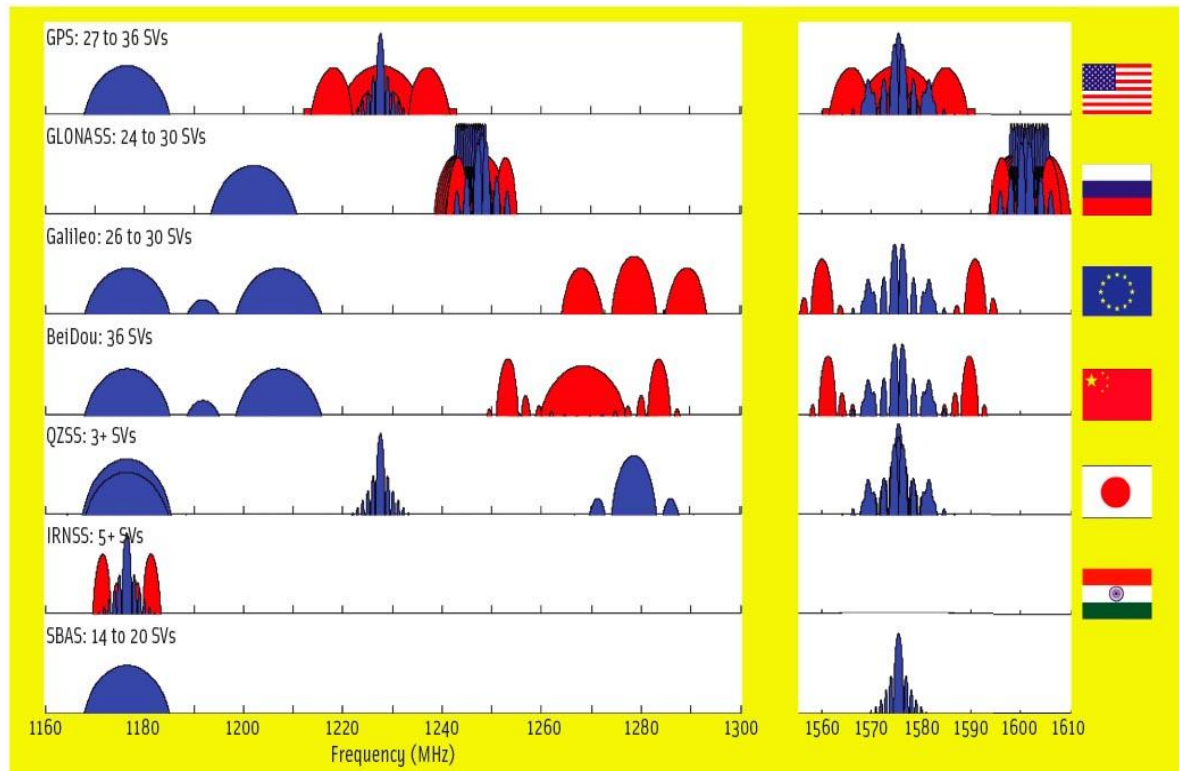 GPS: 27 to 36 SVs
GLONASS: 24 to 30 SVs
Galileo: 26 to 30 SVs
BeiDou: 36 SVs
QZSS: 3+ SVs
IRNSS: 5+ SVs
SBAS: 14 to 20 SVs
1160 1180 1200 1220 1240 1260 1280 1300 1560 1570 1580 1590 1600 1610
Frequency (MHz)